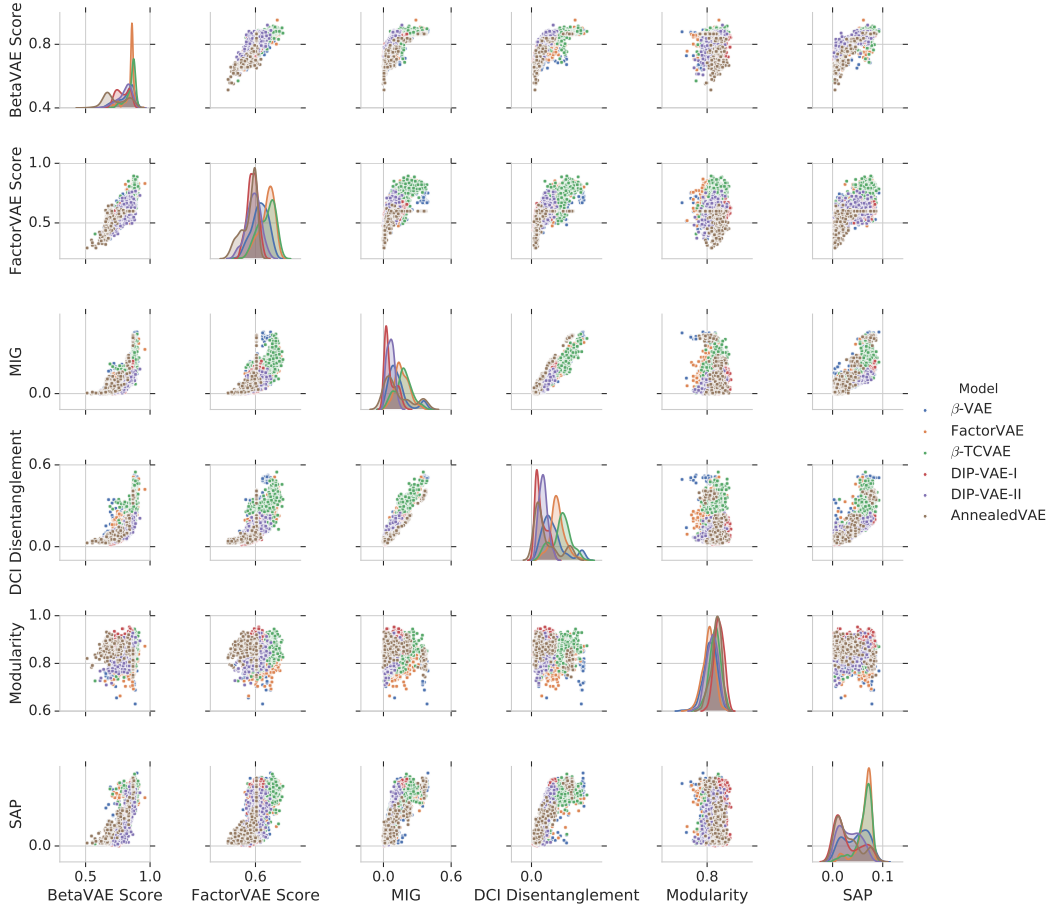 BetaVAE Score
0.8
0.4
FactorVAE Score
1.0
0.5
MIG
0.0
DCI Disentanglement
0.6
0.0
Modularity
1.0
0.8
0.6
SAP
0.0
0.5 1.0 0.6 0.0 0.6 0.0 0.8 0.0 0.1
BetaVAE Score FactorVAE Score MIG DCI Disentanglement Modularity SAP
Model
β-VAE
FactorVAE
β-TCVAE
DIP-VAE-I
DIP-VAE-II
AnnealedVAE